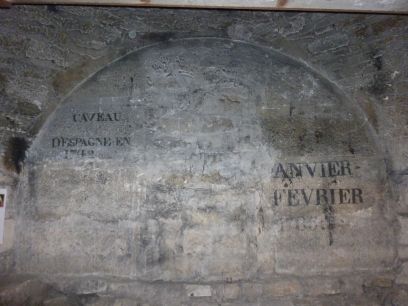 CAVEAU
D'ESPAGNE EN
ANVIER-
FEVRIER